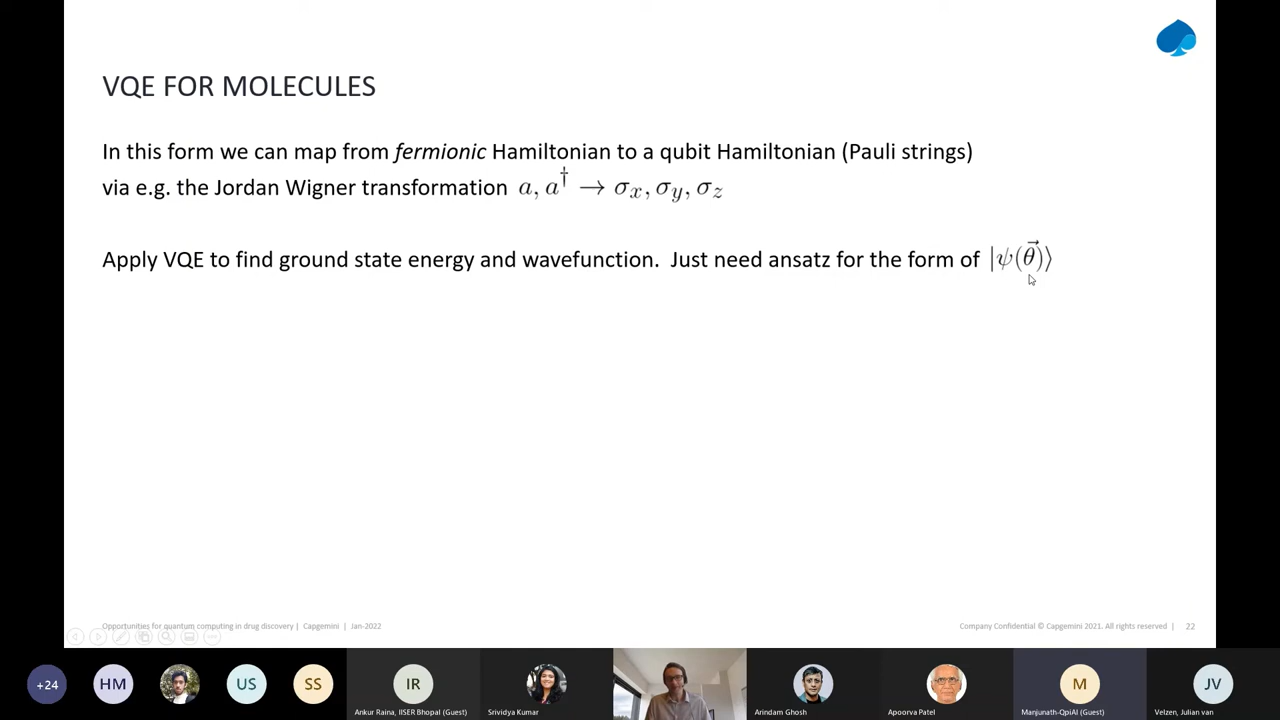 VQE FOR MOLECULES
In this form we can map from fermionic Hamiltonian to a qubit Hamiltonian (Pauli strings)
via e.g. the Jordan Wigner transformation a, a† → σx, σy, σz
Apply VQE to find ground state energy and wavefunction. Just need ansatz for the form of |ψ(θ⃗)⟩
Opportunities for quantum computing in drug discovery | Capgemini | Jan-2022
Company Confidential © Capgemini 2021. All rights reserved | 22
+24 HM US SS IR M JV
Ankur Raina, IISER Bhopal (Guest) Srividya Kumar Arindam Ghosh Apoorva Patel Manjunath-QpiAI (Guest) Velzen, Julian van